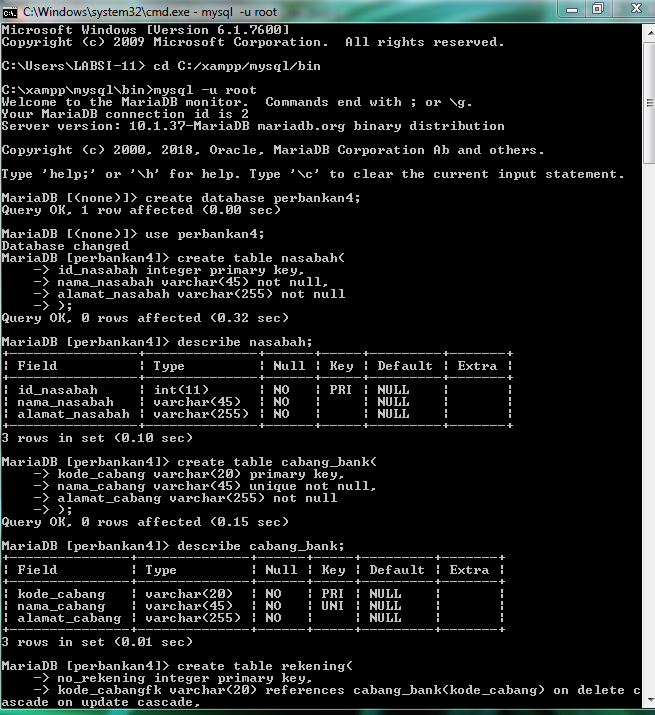 C:\Windows\system32\cmd.exe - mysql  -u root
Microsoft Windows [Version 6.1.7600]
Copyright (c) 2009 Microsoft Corporation.  All rights reserved.
C:\Users\LABSI-11> cd C:/xampp/mysql/bin
C:\xampp\mysql\bin>mysql -u root
Welcome to the MariaDB monitor.  Commands end with ; or \g.
Your MariaDB connection id is 2
Server version: 10.1.37-MariaDB mariadb.org binary distribution
Copyright (c) 2000, 2018, Oracle, MariaDB Corporation Ab and others.
Type 'help;' or '\h' for help. Type '\c' to clear the current input statement.
MariaDB [(none)]> create database perbankan4;
Query OK, 1 row affected (0.00 sec)
MariaDB [(none)]> use perbankan4;
Database changed
MariaDB [perbankan4]> create table nasabah(
    -> id_nasabah integer primary key,
    -> nama_nasabah varchar(45) not null,
    -> alamat_nasabah varchar(255) not null
    -> );
Query OK, 0 rows affected (0.32 sec)
MariaDB [perbankan4]> describe nasabah;
+----------------+--------------+------+-----+---------+-------+
| Field          | Type         | Null | Key | Default | Extra |
+----------------+--------------+------+-----+---------+-------+
| id_nasabah     | int(11)      | NO   | PRI | NULL    |       |
| nama_nasabah   | varchar(45)  | NO   |     | NULL    |       |
| alamat_nasabah | varchar(255) | NO   |     | NULL    |       |
+----------------+--------------+------+-----+---------+-------+
3 rows in set (0.10 sec)
MariaDB [perbankan4]> create table cabang_bank(
    -> kode_cabang varchar(20) primary key,
    -> nama_cabang varchar(45) unique not null,
    -> alamat_cabang varchar(255) not null
    -> );
Query OK, 0 rows affected (0.15 sec)
MariaDB [perbankan4]> describe cabang_bank;
+---------------+--------------+------+-----+---------+-------+
| Field         | Type         | Null | Key | Default | Extra |
+---------------+--------------+------+-----+---------+-------+
| kode_cabang   | varchar(20)  | NO   | PRI | NULL    |       |
| nama_cabang   | varchar(45)  | NO   | UNI | NULL    |       |
| alamat_cabang | varchar(255) | NO   |     | NULL    |       |
+---------------+--------------+------+-----+---------+-------+
3 rows in set (0.01 sec)
MariaDB [perbankan4]> create table rekening(
    -> no_rekening integer primary key,
    -> kode_cabangfk varchar(20) references cabang_bank(kode_cabang) on delete c
ascade on update cascade,